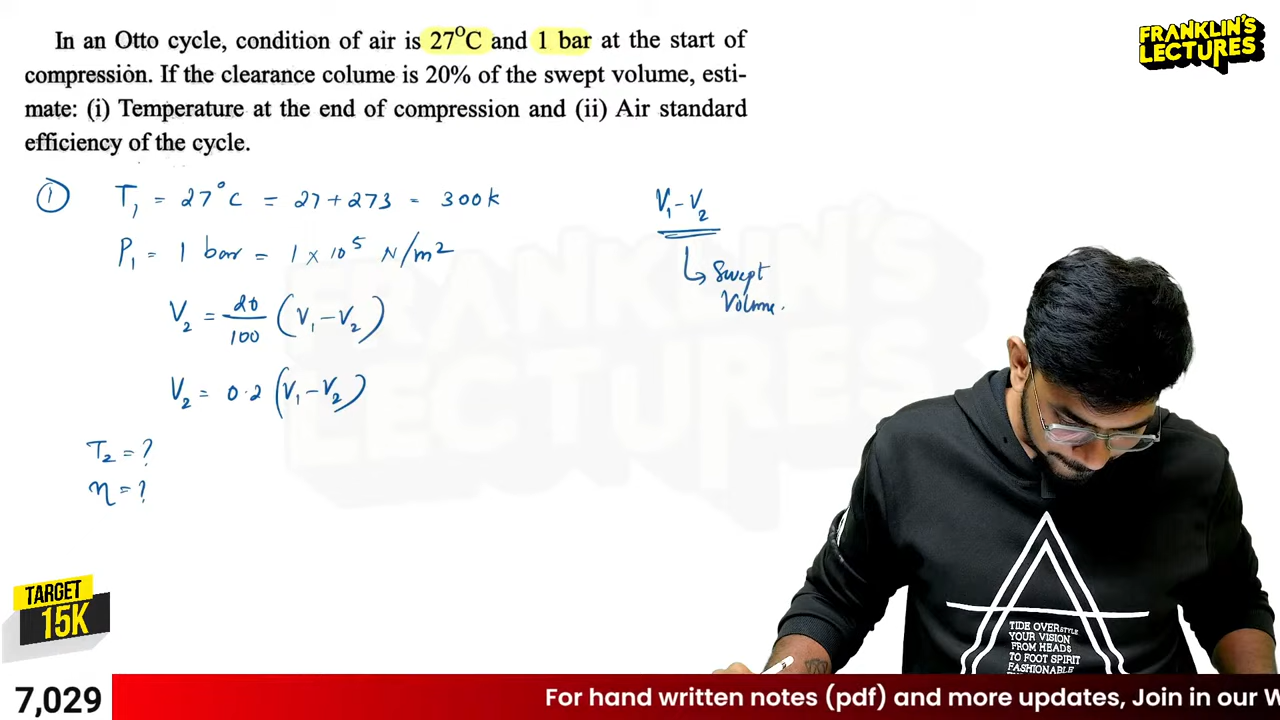 In an Otto cycle, condition of air is 27°C and 1 bar at the start of
compression. If the clearance colume is 20% of the swept volume, esti-
mate: (i) Temperature at the end of compression and (ii) Air standard
efficiency of the cycle.
FRANKLIN'S
LECTURES
① T₁ = 27°C = 27+273 = 300k
P₁ = 1 bar = 1 × 10⁵ N/m²
V₂ = 20/100 (V₁-V₂)
V₂ = 0.2 (V₁-V₂)
T₂ = ?
η = ?
V₁-V₂
↳ Swept
Volume.
FRANKLIN'S
LECTURES
TIDE OVER STYLE
YOUR VISION
FROM HEADS
TO FOOT SPIRIT
FASHIONABLE
TARGET
15K
7,029
For hand written notes (pdf) and more updates, Join in our W